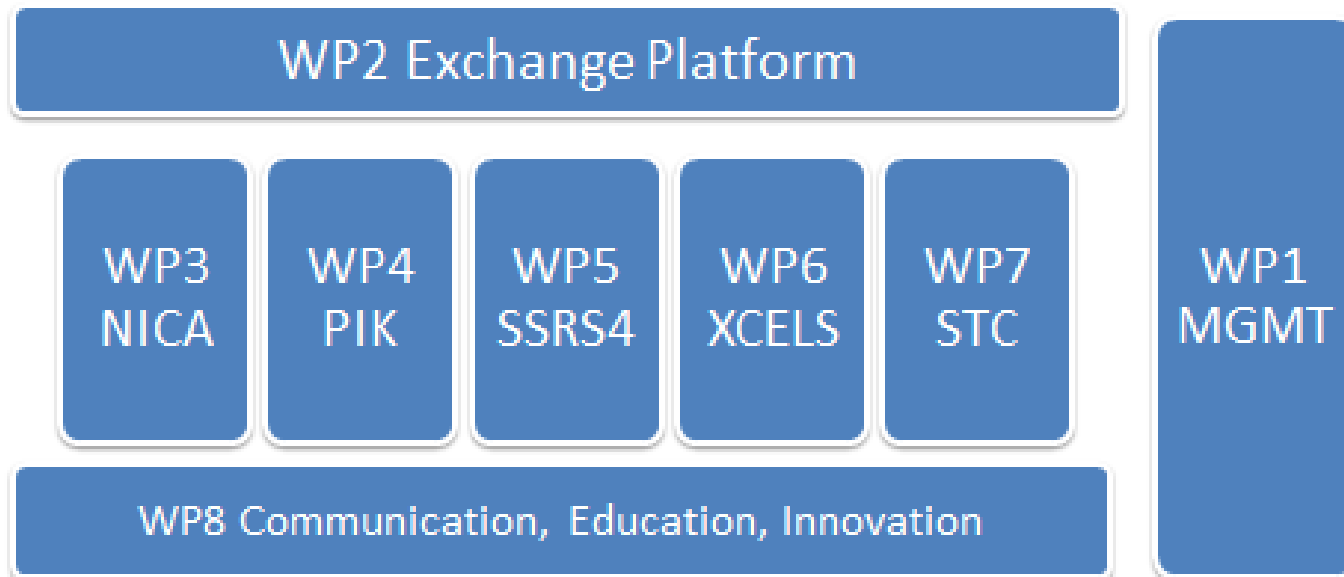 WP2 Exchange Platform
WP3
NICA
WP4
PIK
WP5
SSRS4
WP6
XCELS
WP7
STC
WP1
MGMT
WP8 Communication, Education, Innovation